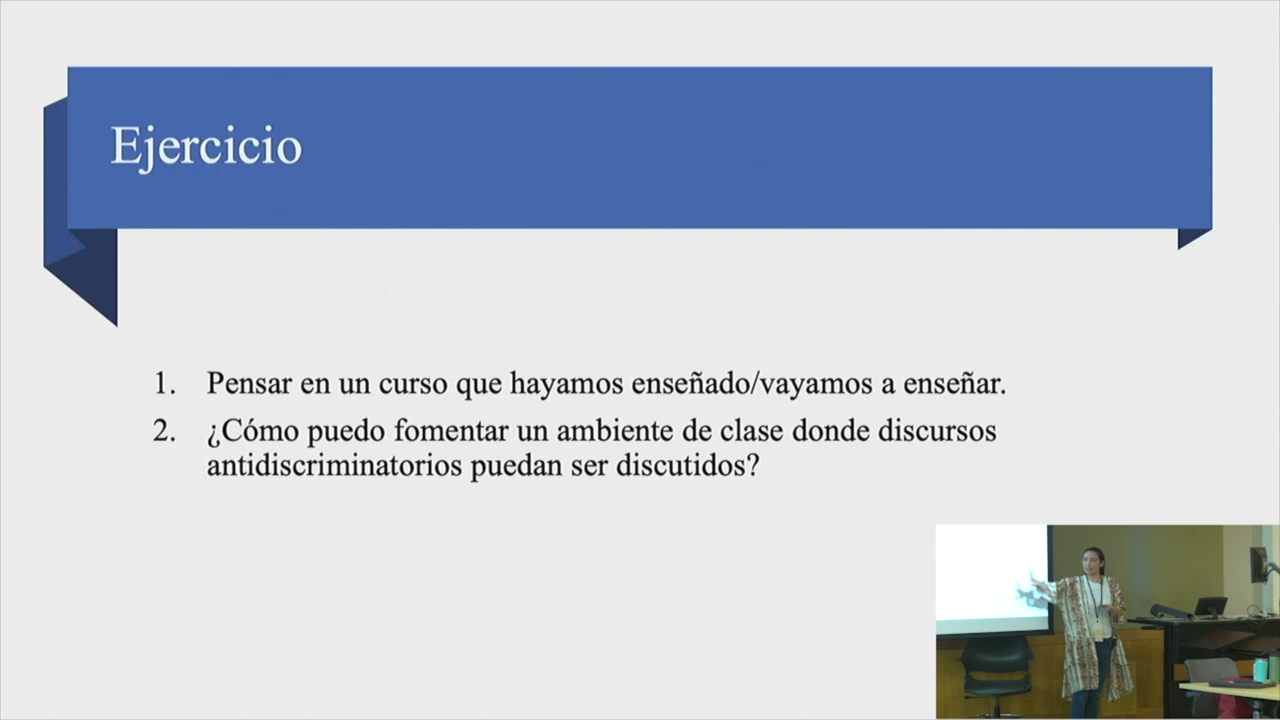 Ejercicio
1. Pensar en un curso que hayamos enseñado/vayamos a enseñar.
2. ¿Cómo puedo fomentar un ambiente de clase donde discursos
antidiscriminatorios puedan ser discutidos?